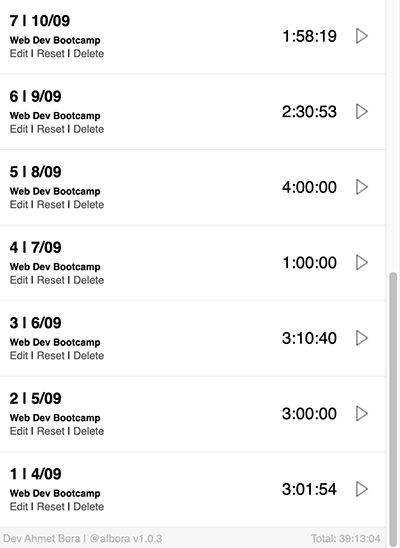 7 | 10/09
Web Dev Bootcamp
1:58:19
Edit | Reset | Delete
6 | 9/09
Web Dev Bootcamp
2:30:53
Edit | Reset | Delete
5 | 8/09
Web Dev Bootcamp
4:00:00
Edit | Reset | Delete
4 | 7/09
Web Dev Bootcamp
1:00:00
Edit | Reset | Delete
3 | 6/09
Web Dev Bootcamp
3:10:40
Edit | Reset | Delete
2 | 5/09
Web Dev Bootcamp
3:00:00
Edit | Reset | Delete
1 | 4/09
Web Dev Bootcamp
3:01:54
Edit | Reset | Delete
Dev Ahmet Bora | @afbora v1.0.3 Total: 39:13:04